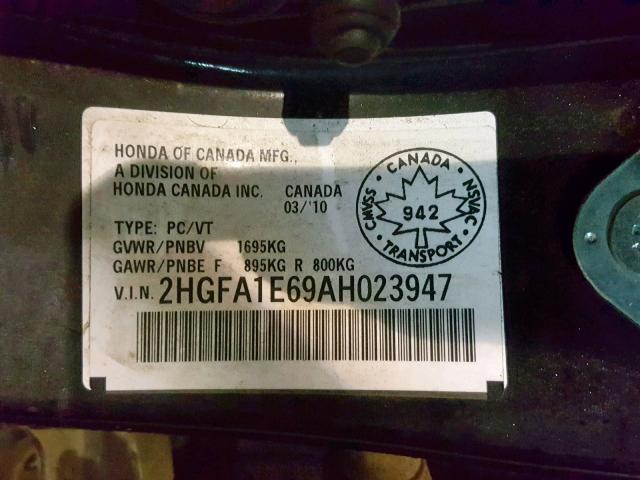 HONDA OF CANADA MFG.,
A DIVISION OF
HONDA CANADA INC. CANADA
03/'10
CANADA
CMVSS NSVAC
942
TRANSPORT
TYPE: PC/VT
GVWR/PNBV 1695KG
GAWR/PNBE F 895KG R 800KG
V.I.N. 2HGFA1E69AH023947